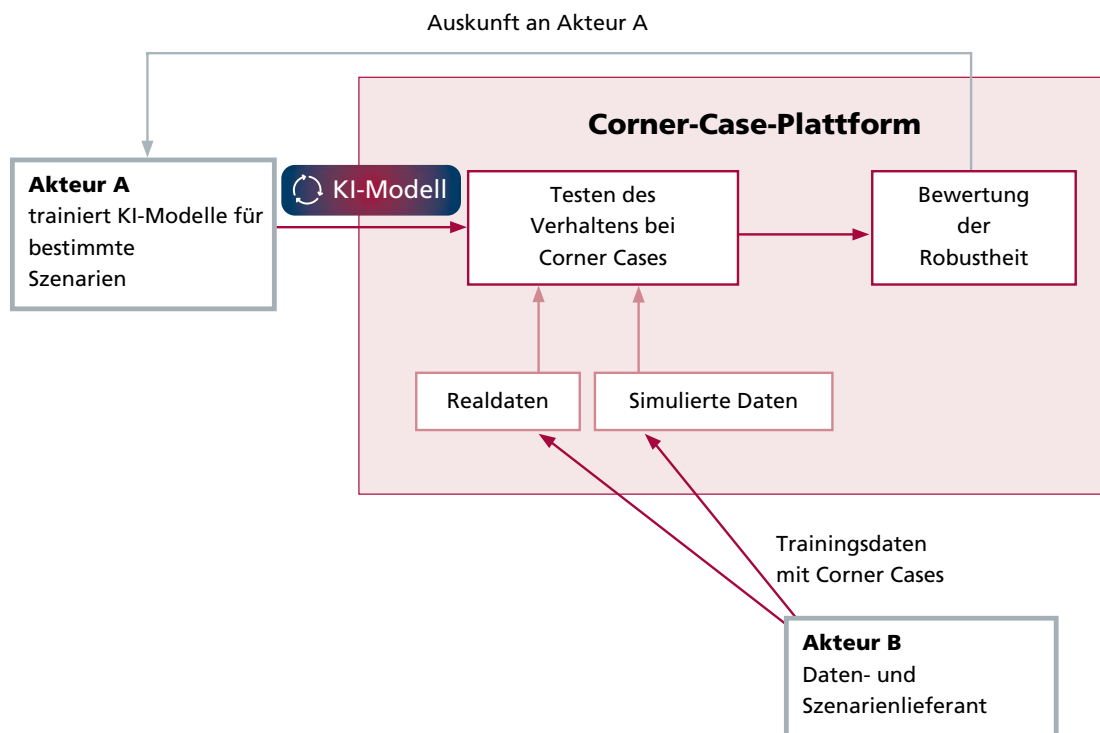 Auskunft an Akteur A
Corner-Case-Plattform
Akteur A
trainiert KI-Modelle für
bestimmte
Szenarien
KI-Modell
Testen des
Verhaltens bei
Corner Cases
Bewertung
der
Robustheit
Realdaten
Simulierte Daten
Trainingsdaten
mit Corner Cases
Akteur B
Daten- und
Szenarienlieferant